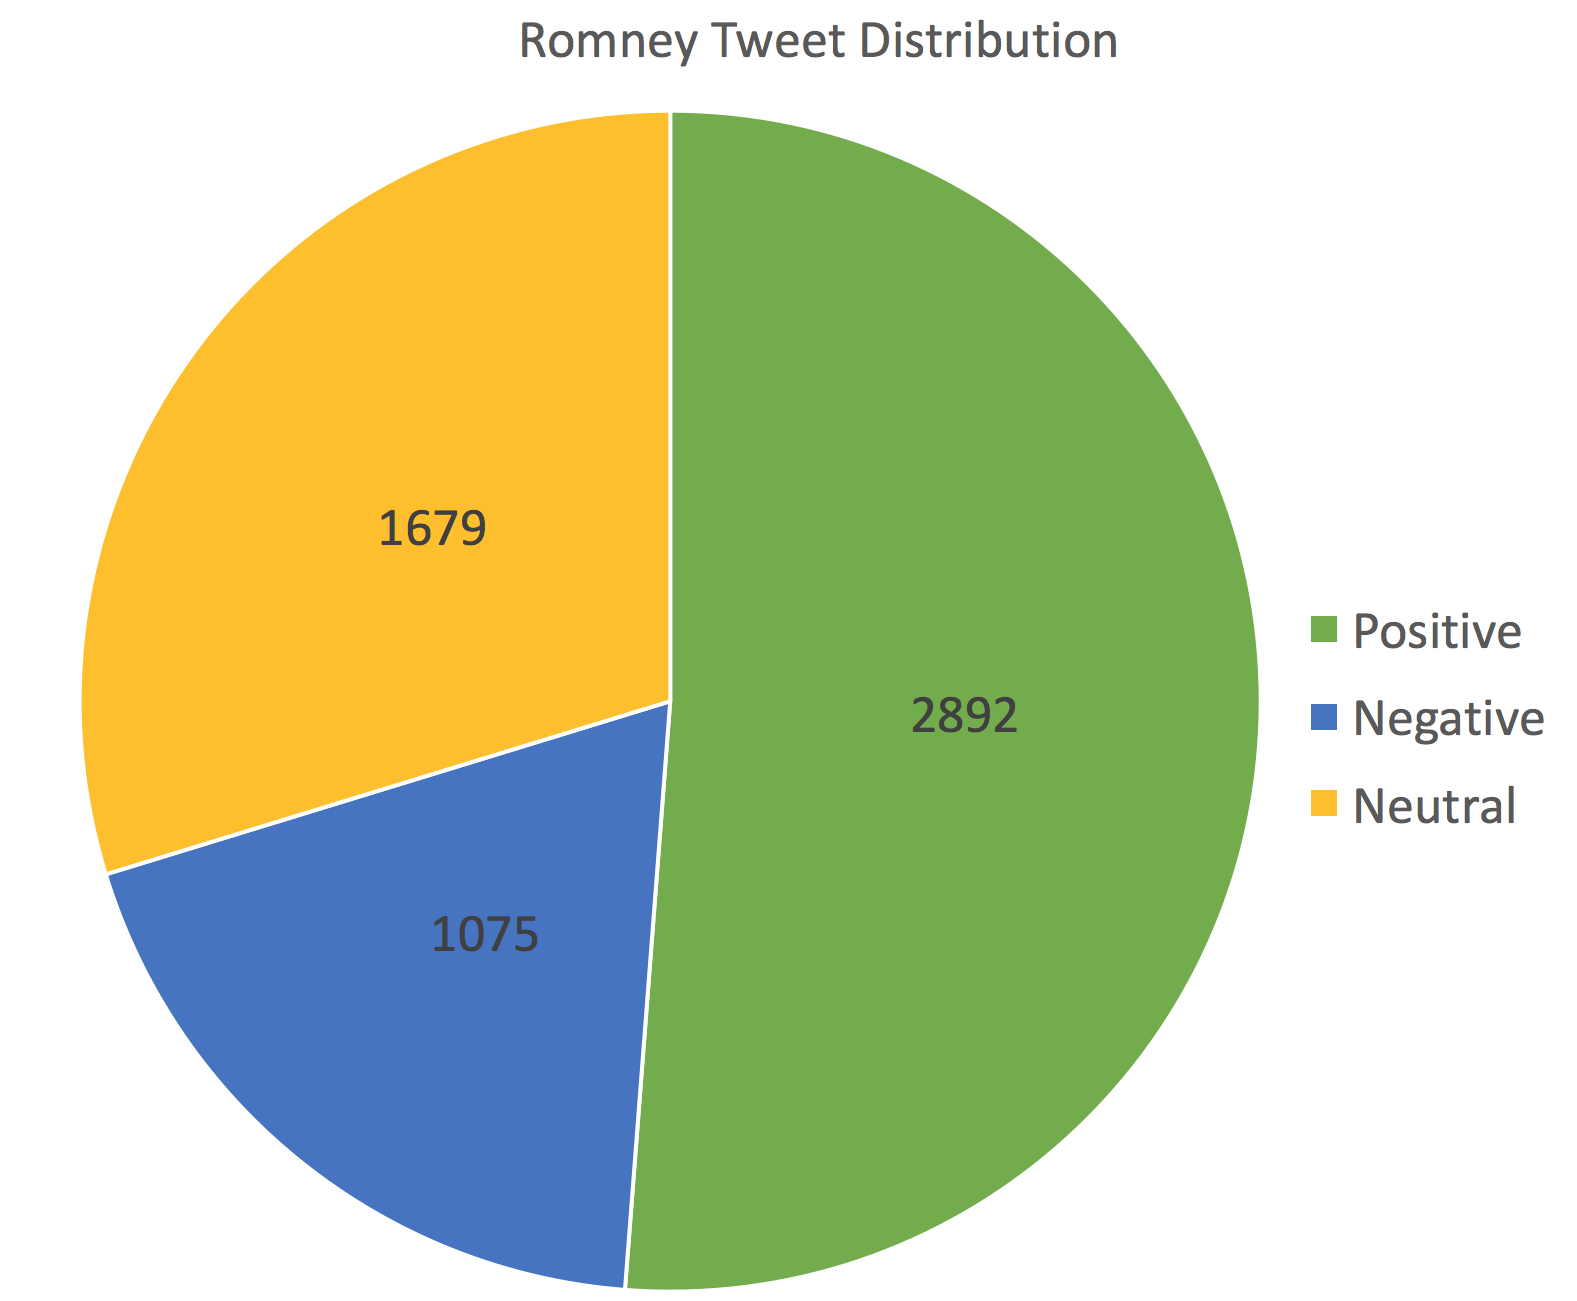 Romney Tweet Distribution
1679
2892
1075
Positive
Negative
Neutral